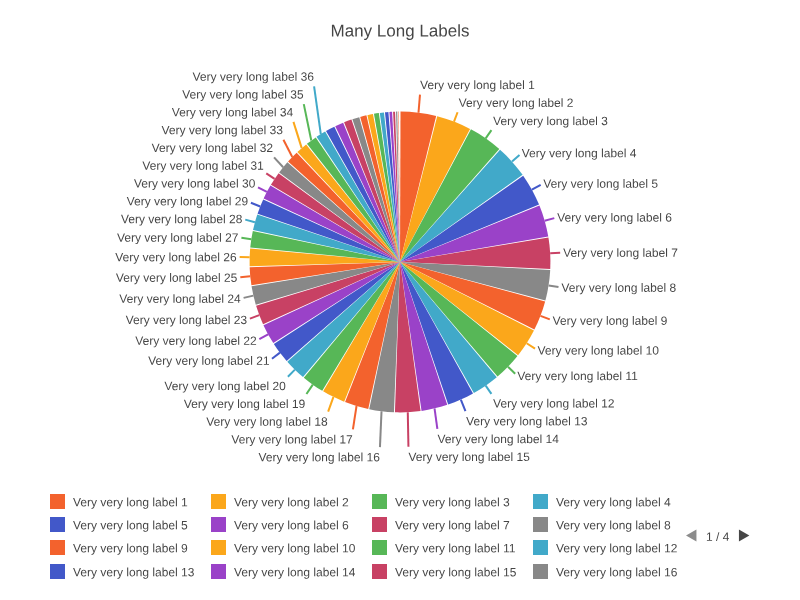 Many Long Labels
Very very long label 36
Very very long label 35
Very very long label 34
Very very long label 33
Very very long label 32
Very very long label 31
Very very long label 30
Very very long label 29
Very very long label 28
Very very long label 27
Very very long label 26
Very very long label 25
Very very long label 24
Very very long label 23
Very very long label 22
Very very long label 21
Very very long label 20
Very very long label 19
Very very long label 18
Very very long label 17
Very very long label 16
Very very long label 1
Very very long label 2
Very very long label 3
Very very long label 4
Very very long label 5
Very very long label 6
Very very long label 7
Very very long label 8
Very very long label 9
Very very long label 10
Very very long label 11
Very very long label 12
Very very long label 13
Very very long label 14
Very very long label 15
Very very long label 1 Very very long label 2 Very very long label 3 Very very long label 4
Very very long label 5 Very very long label 6 Very very long label 7 Very very long label 8
1 / 4
Very very long label 9 Very very long label 10 Very very long label 11 Very very long label 12
Very very long label 13 Very very long label 14 Very very long label 15 Very very long label 16